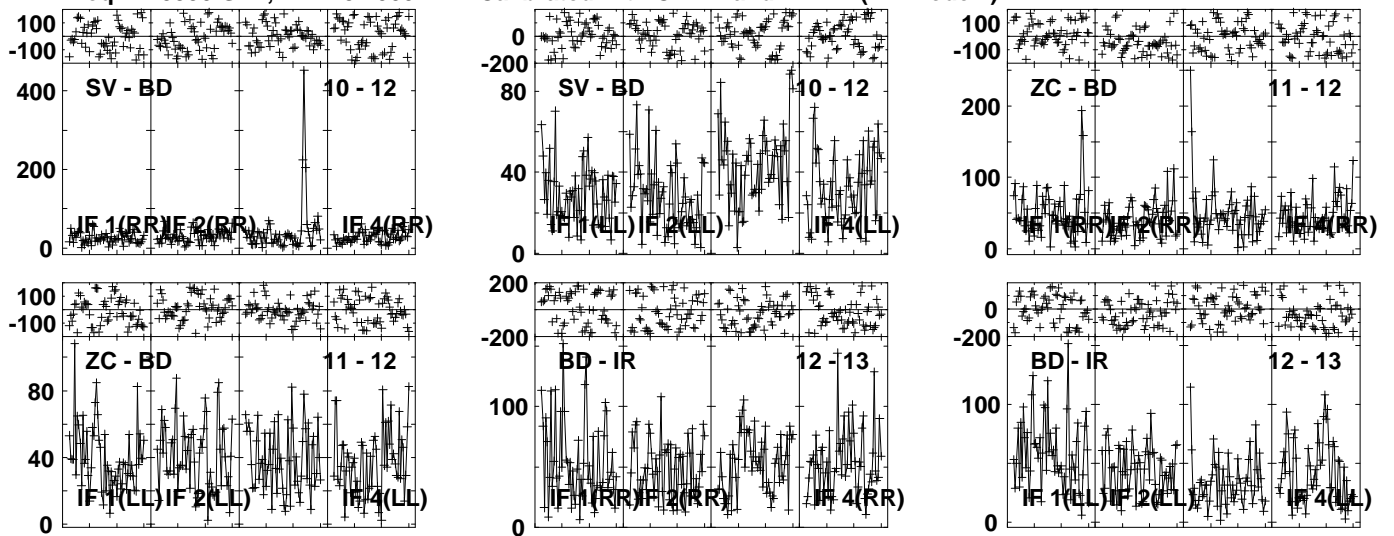 100
-100
SV - BD 10 - 12
400
200
0
IF 1(RR) IF 2(RR) IF 4(RR)
0
-200
SV - BD 10 - 12
80
40
0
IF 1(LL) IF 2(LL) IF 4(LL)
100
-100
ZC - BD 11 - 12
200
100
0
IF 1(RR) IF 2(RR) IF 4(RR)
100
-100
ZC - BD 11 - 12
80
40
0
IF 1(LL) IF 2(LL) IF 4(LL)
200
0
-200
BD - IR 12 - 13
100
0
IF 1(RR) IF 2(RR) IF 4(RR)
200
0
-200
BD - IR 12 - 13
100
0
IF 1(LL) IF 2(LL) IF 4(LL)